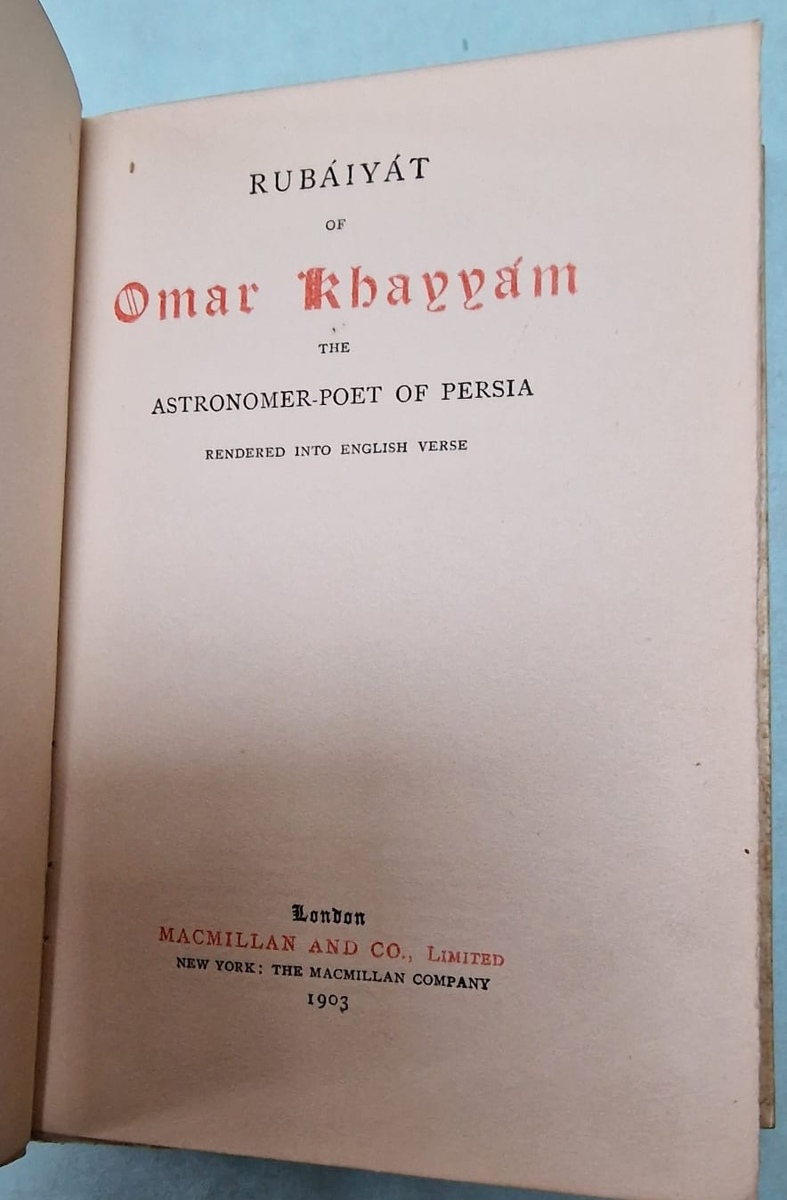 RUBÁIYÁT
OF
Omar Khayyám
THE
ASTRONOMER-POET OF PERSIA
RENDERED INTO ENGLISH VERSE
London
MACMILLAN AND CO., LIMITED
NEW YORK: THE MACMILLAN COMPANY
1903